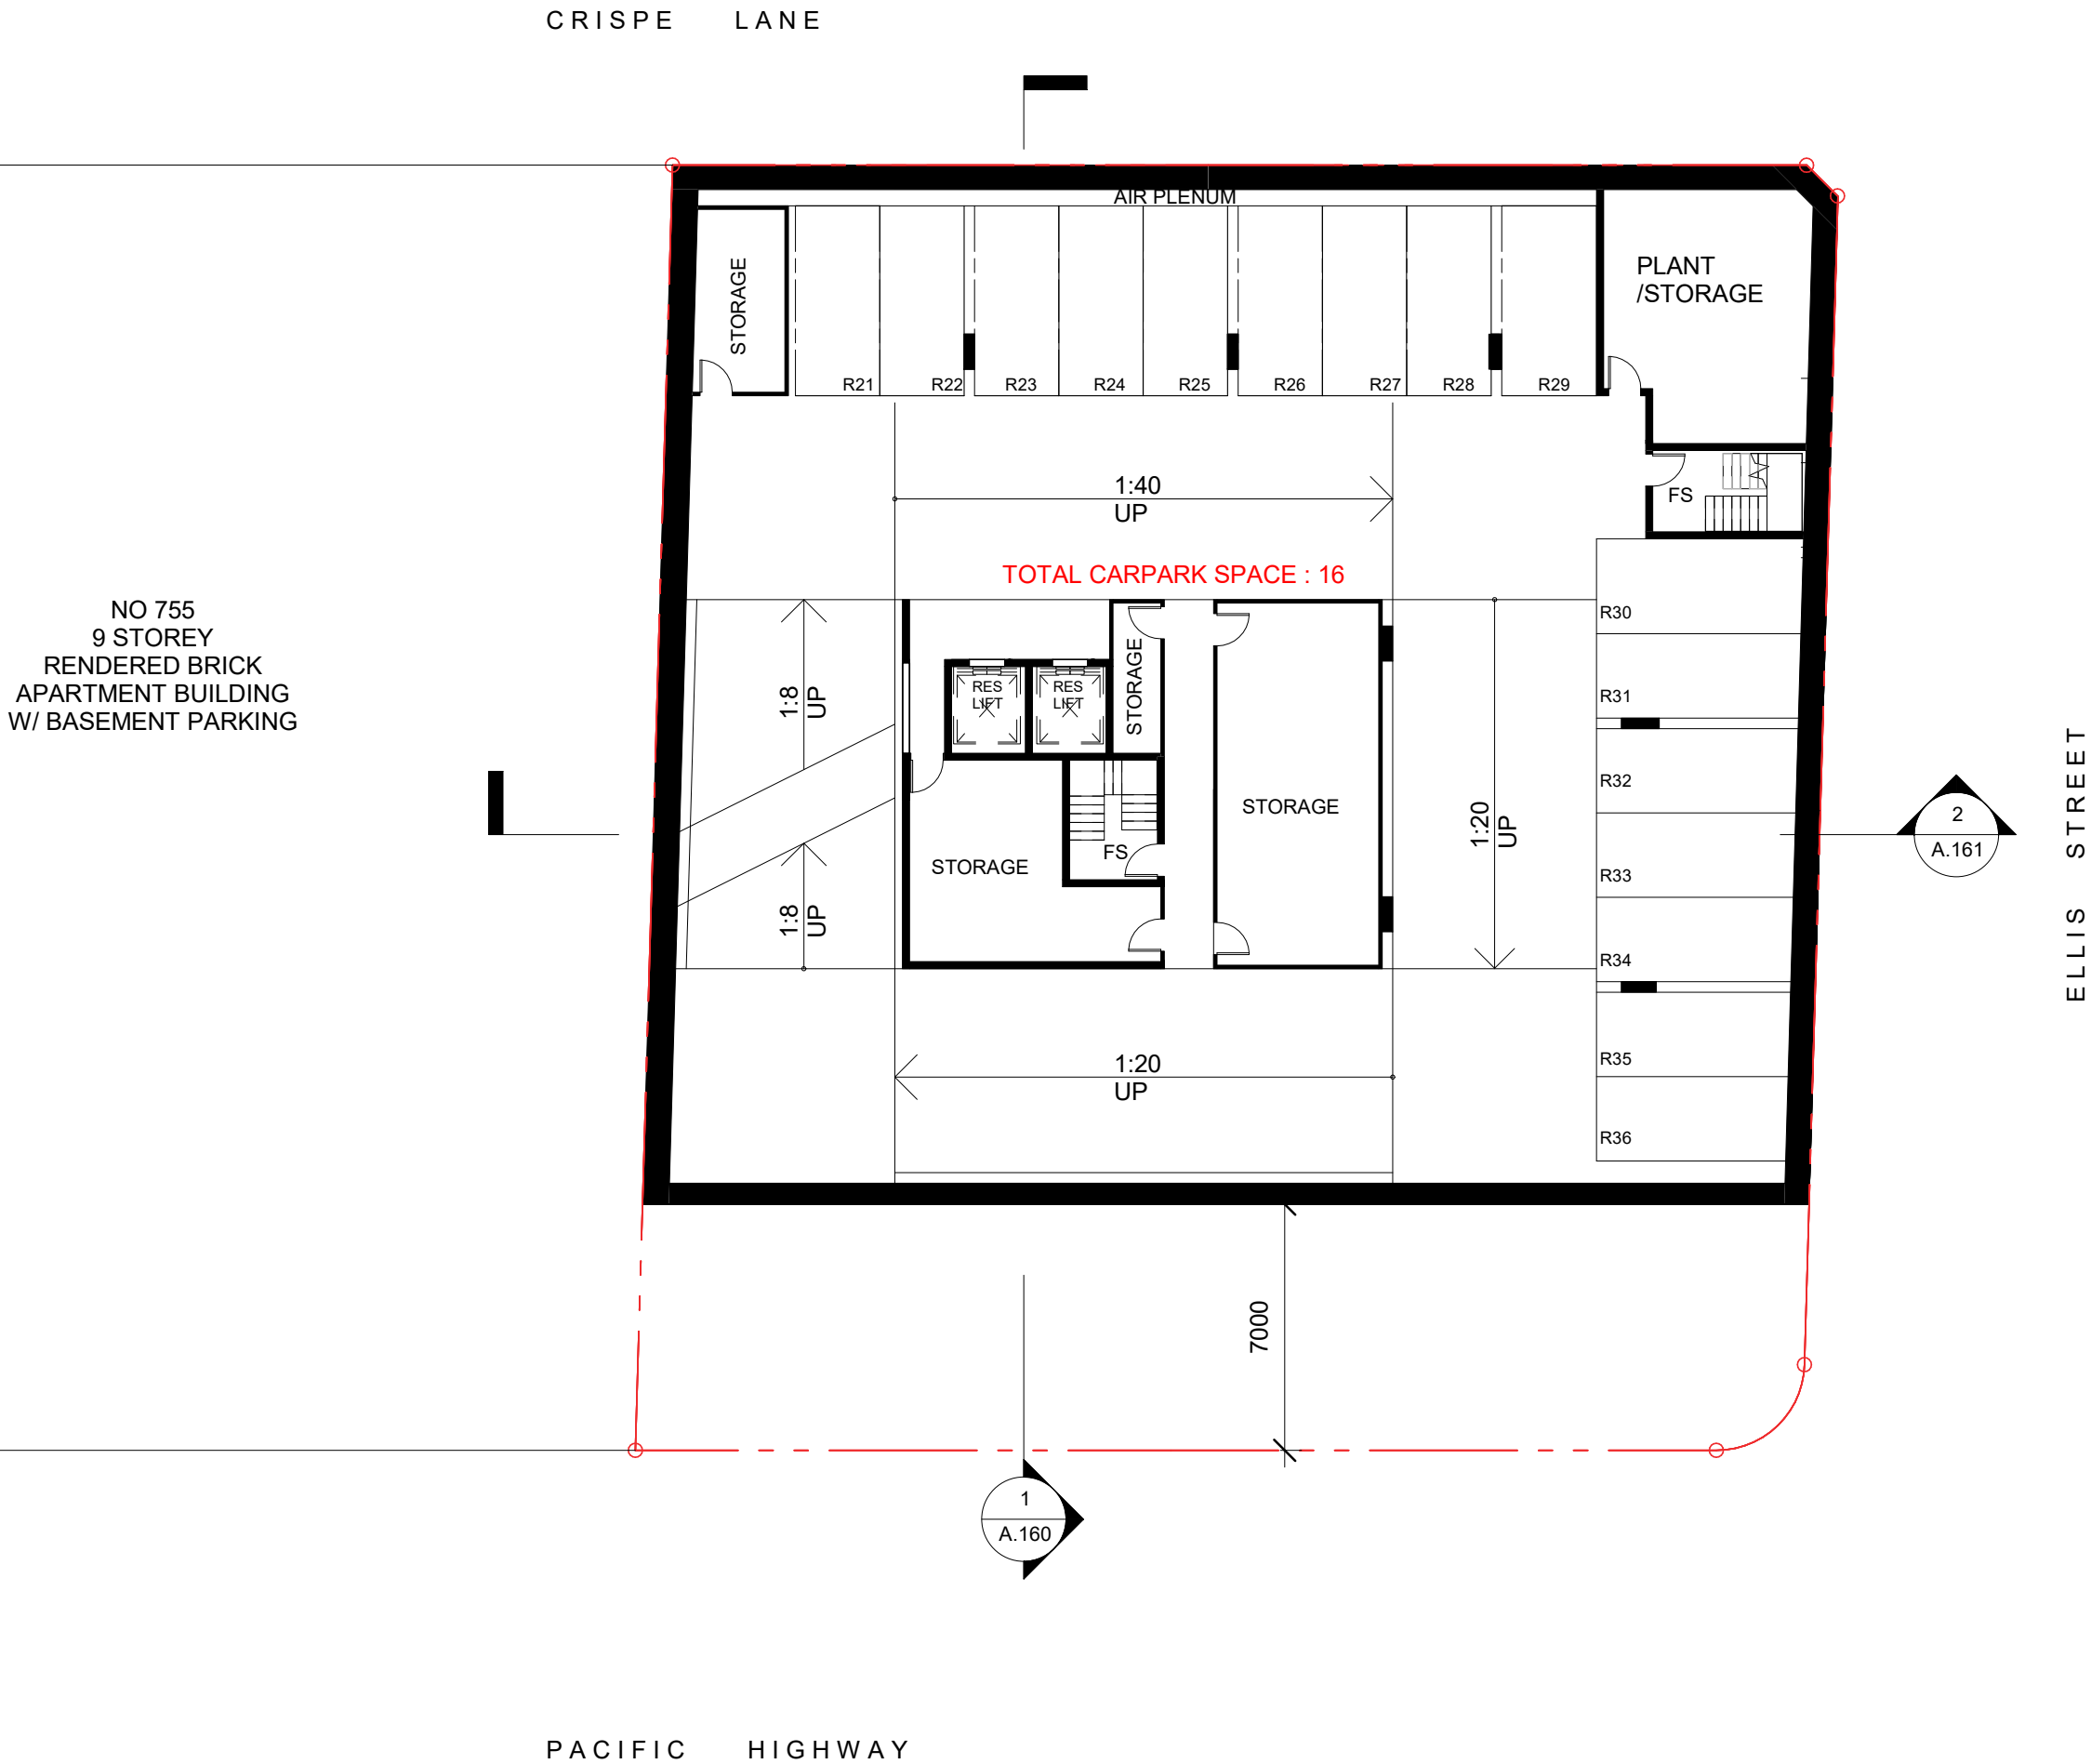 CRISPE LANE
AIR PLENUM
STORAGE
PLANT
/STORAGE
R21
R22
R23
R24
R25
R26
R27
R28
R29
1:40
UP
FS
TOTAL CARPARK SPACE : 16
NO 755
9 STOREY
RENDERED BRICK
APARTMENT BUILDING
W/ BASEMENT PARKING
1:8
UP
RES
LIFT
RES
LIFT
STORAGE
STORAGE
STORAGE
FS
1:8
UP
1:20
UP
R30
R31
R32
R33
R34
R35
R36
2
A.161
ELLIS STREET
1:20
UP
7000
1
A.160
PACIFIC HIGHWAY